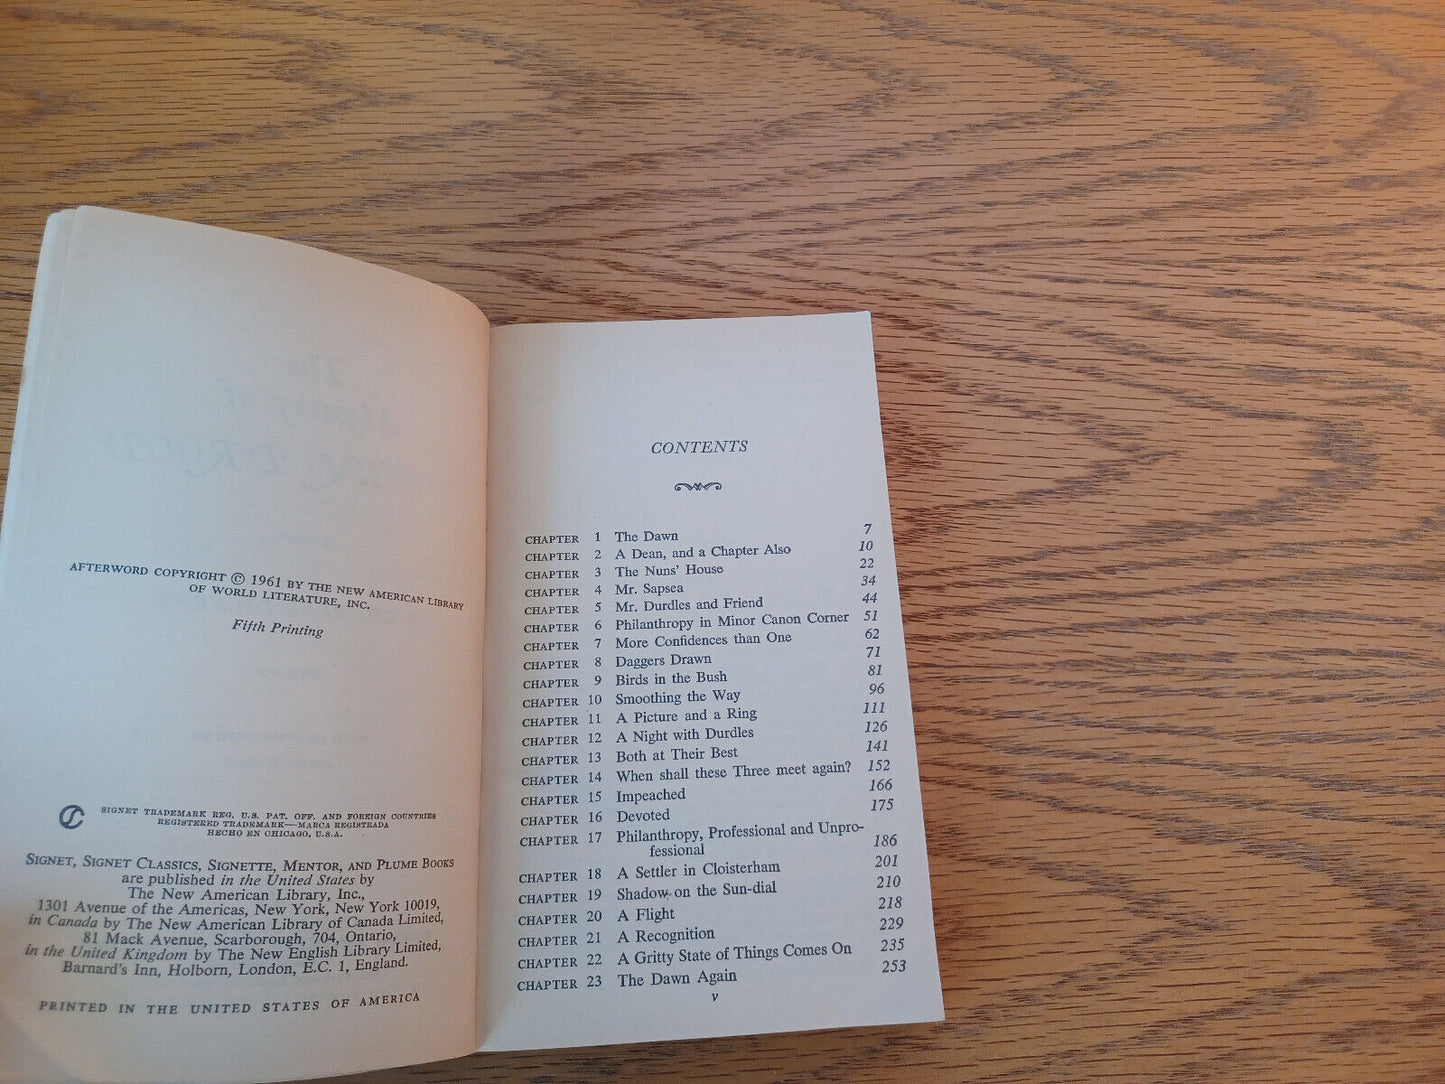 AFTERWORD COPYRIGHT © 1961 BY THE NEW AMERICAN LIBRARY
OF WORLD LITERATURE, INC.
Fifth Printing
SIGNET TRADEMARK REG. U.S. PAT. OFF. AND FOREIGN COUNTRIES
REGISTERED TRADEMARK—MARCA REGISTRADA
HECHO EN CHICAGO, U.S.A.
SIGNET, SIGNET CLASSICS, SIGNETTE, MENTOR, AND PLUME BOOKS
are published in the United States by
The New American Library, Inc.,
1301 Avenue of the Americas, New York, New York 10019,
in Canada by The New American Library of Canada Limited,
81 Mack Avenue, Scarborough, 704, Ontario,
in the United Kingdom by The New English Library Limited,
Barnard's Inn, Holborn, London, E.C. 1, England.
PRINTED IN THE UNITED STATES OF AMERICA
CONTENTS
CHAPTER 1 The Dawn 7
CHAPTER 2 A Dean, and a Chapter Also 10
CHAPTER 3 The Nuns' House 22
CHAPTER 4 Mr. Sapsea 34
CHAPTER 5 Mr. Durdles and Friend 44
CHAPTER 6 Philanthropy in Minor Canon Corner 51
CHAPTER 7 More Confidences than One 62
CHAPTER 8 Daggers Drawn 71
CHAPTER 9 Birds in the Bush 81
CHAPTER 10 Smoothing the Way 96
CHAPTER 11 A Picture and a Ring 111
CHAPTER 12 A Night with Durdles 126
CHAPTER 13 Both at Their Best 141
CHAPTER 14 When shall these Three meet again? 152
CHAPTER 15 Impeached 166
CHAPTER 16 Devoted 175
CHAPTER 17 Philanthropy, Professional and Unpro-
fessional 186
CHAPTER 18 A Settler in Cloisterham 201
CHAPTER 19 Shadow on the Sun-dial 210
CHAPTER 20 A Flight 218
CHAPTER 21 A Recognition 229
CHAPTER 22 A Gritty State of Things Comes On 235
CHAPTER 23 The Dawn Again 253
v